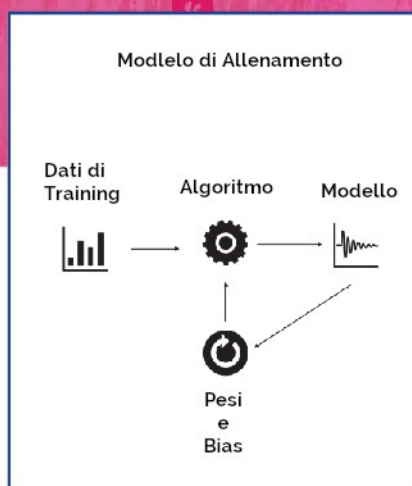 Modlelo di Allenamento
Dati di
Training
Algoritmo
Modello
Pesi
e
Bias